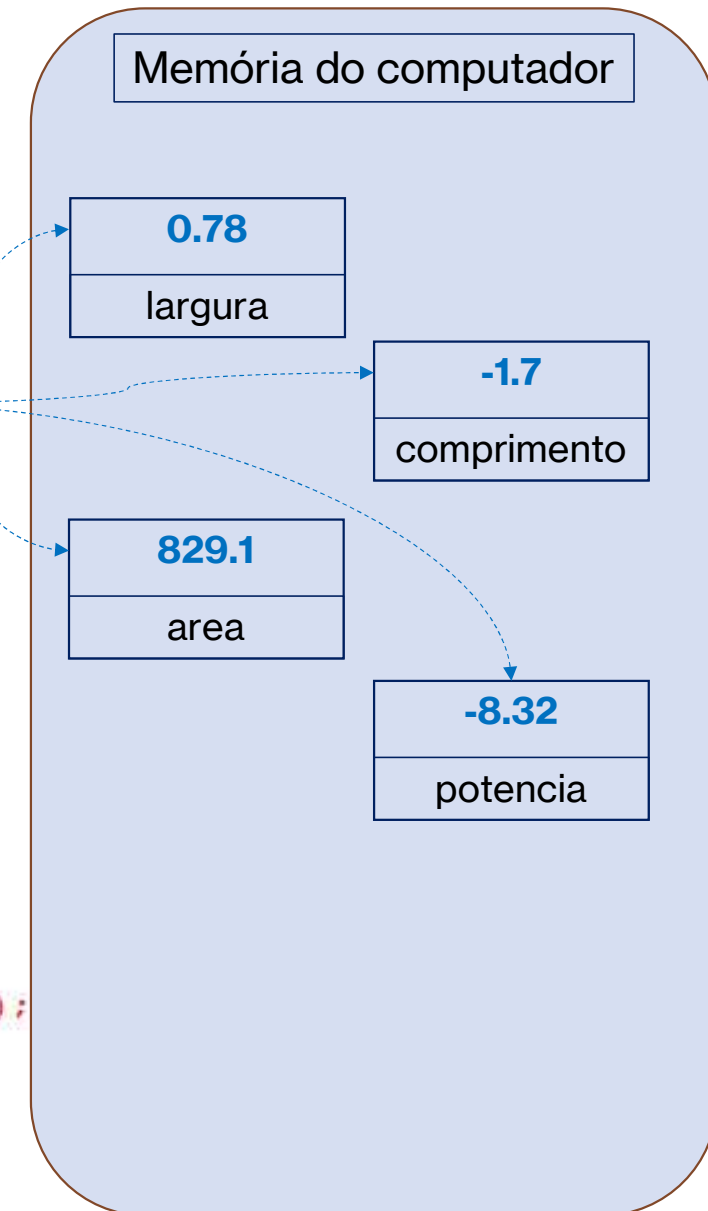 Memória do computador
0.78
largura
-1.7
comprimento
829.1
area
-8.32
potencia
);